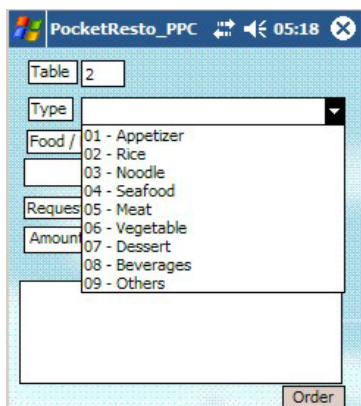 PocketResto_PPC 05:18
Table 2
Type
Food /
01 - Appetizer
02 - Rice
03 - Noodle
04 - Seafood
05 - Meat
06 - Vegetable
07 - Dessert
08 - Beverages
09 - Others
Request
Amount
Order